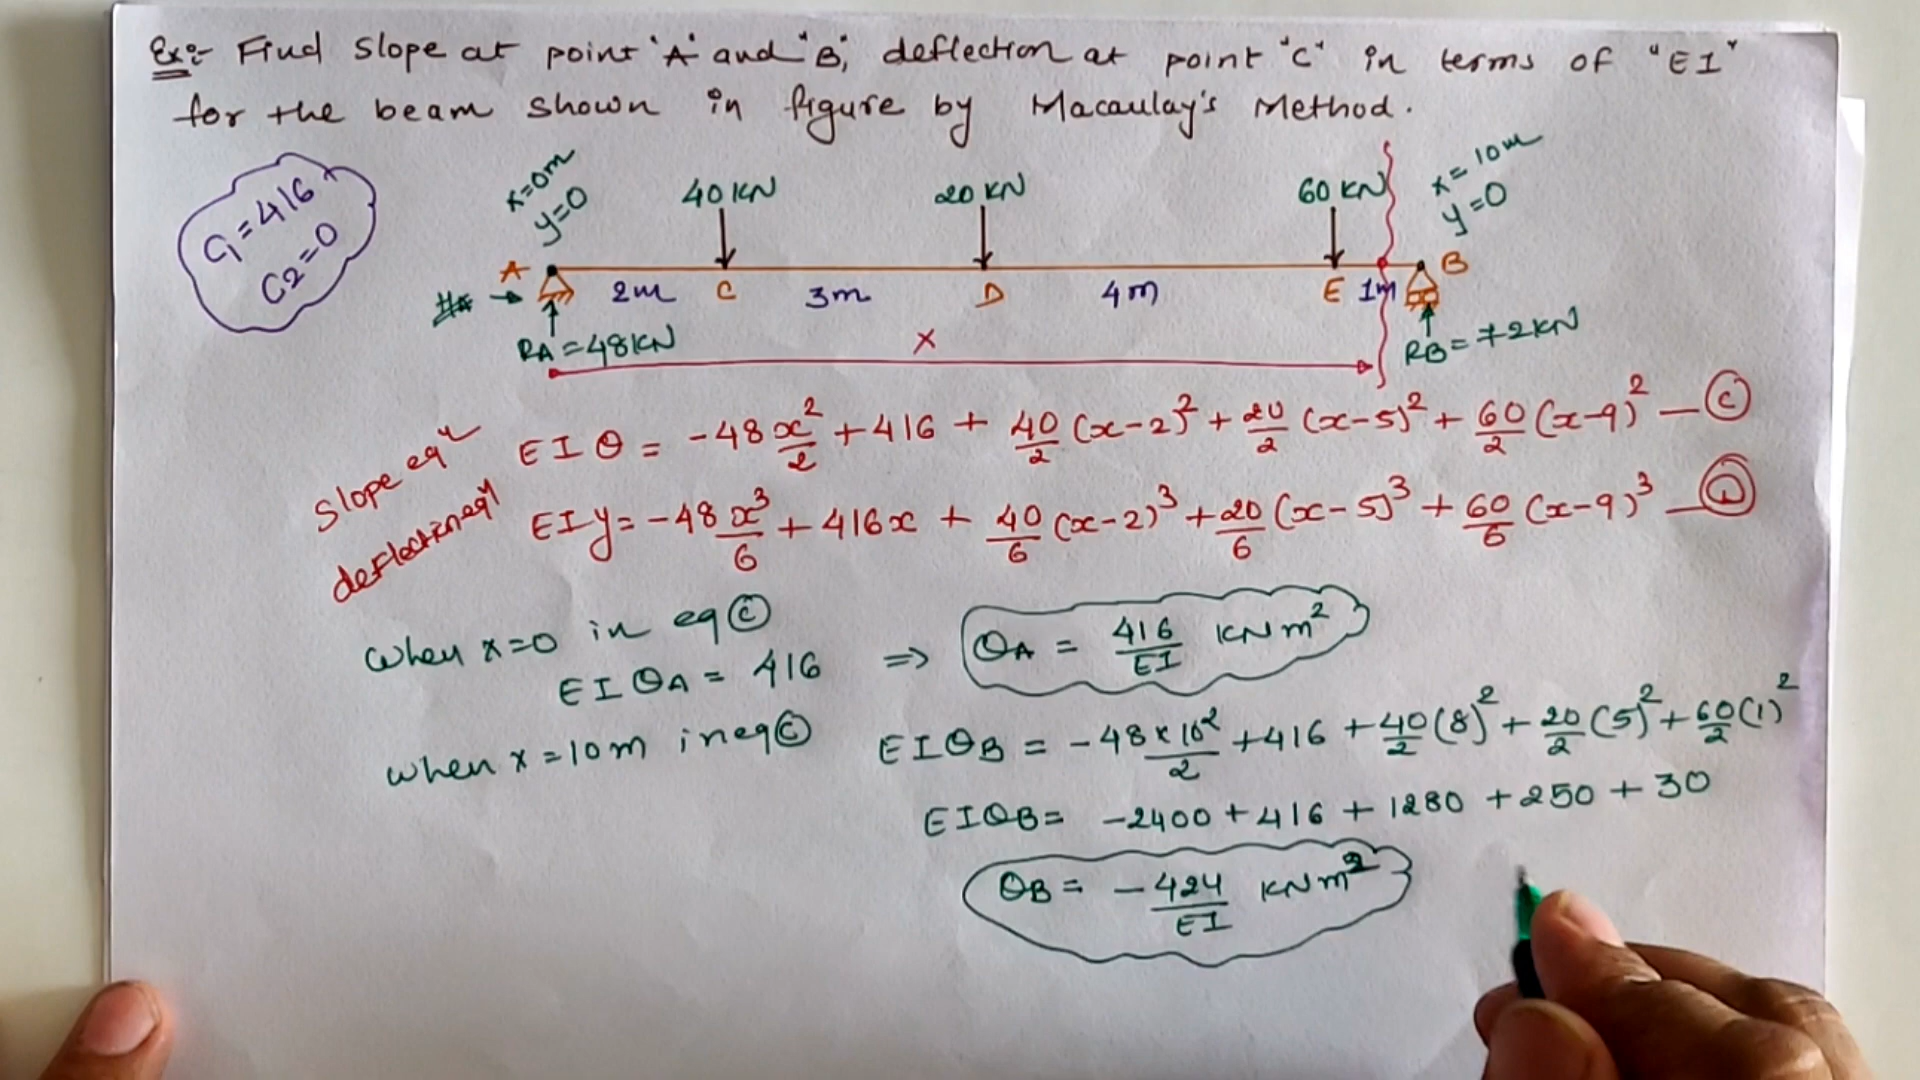 Ex:- Find Slope at point "A" and "B", deflection at point "C" in terms of "EI"
for the beam shown in figure by Macaulay's Method.
C1 = 416
C2 = 0
x=0m
y=0
40 KN
20 KN
60 KN
x=10m
y=0
A
B
2m C 3m D 4m E 1m
RA = 48KN
X
RB = 72KN
Slope eqn EIθ = -48 x²/2 + 416 + 40/2 (x-2)² + 20/2 (x-5)² + 60/2 (x-9)² — C
deflection eqn EIy = -48 x³/6 + 416x + 40/6 (x-2)³ + 20/6 (x-5)³ + 60/6 (x-9)³ —
when x=0 in eq C
EIθA = 416 ⇒ θA = 416/EI KNm²
when x=10m in eq C EIθB = -48×10²/2 + 416 + 40/2 (8)² + 20/2 (5)² + 60/2 (1)²
EIθB = -2400 + 416 + 1280 + 250 + 30
θB = -424/EI KNm²